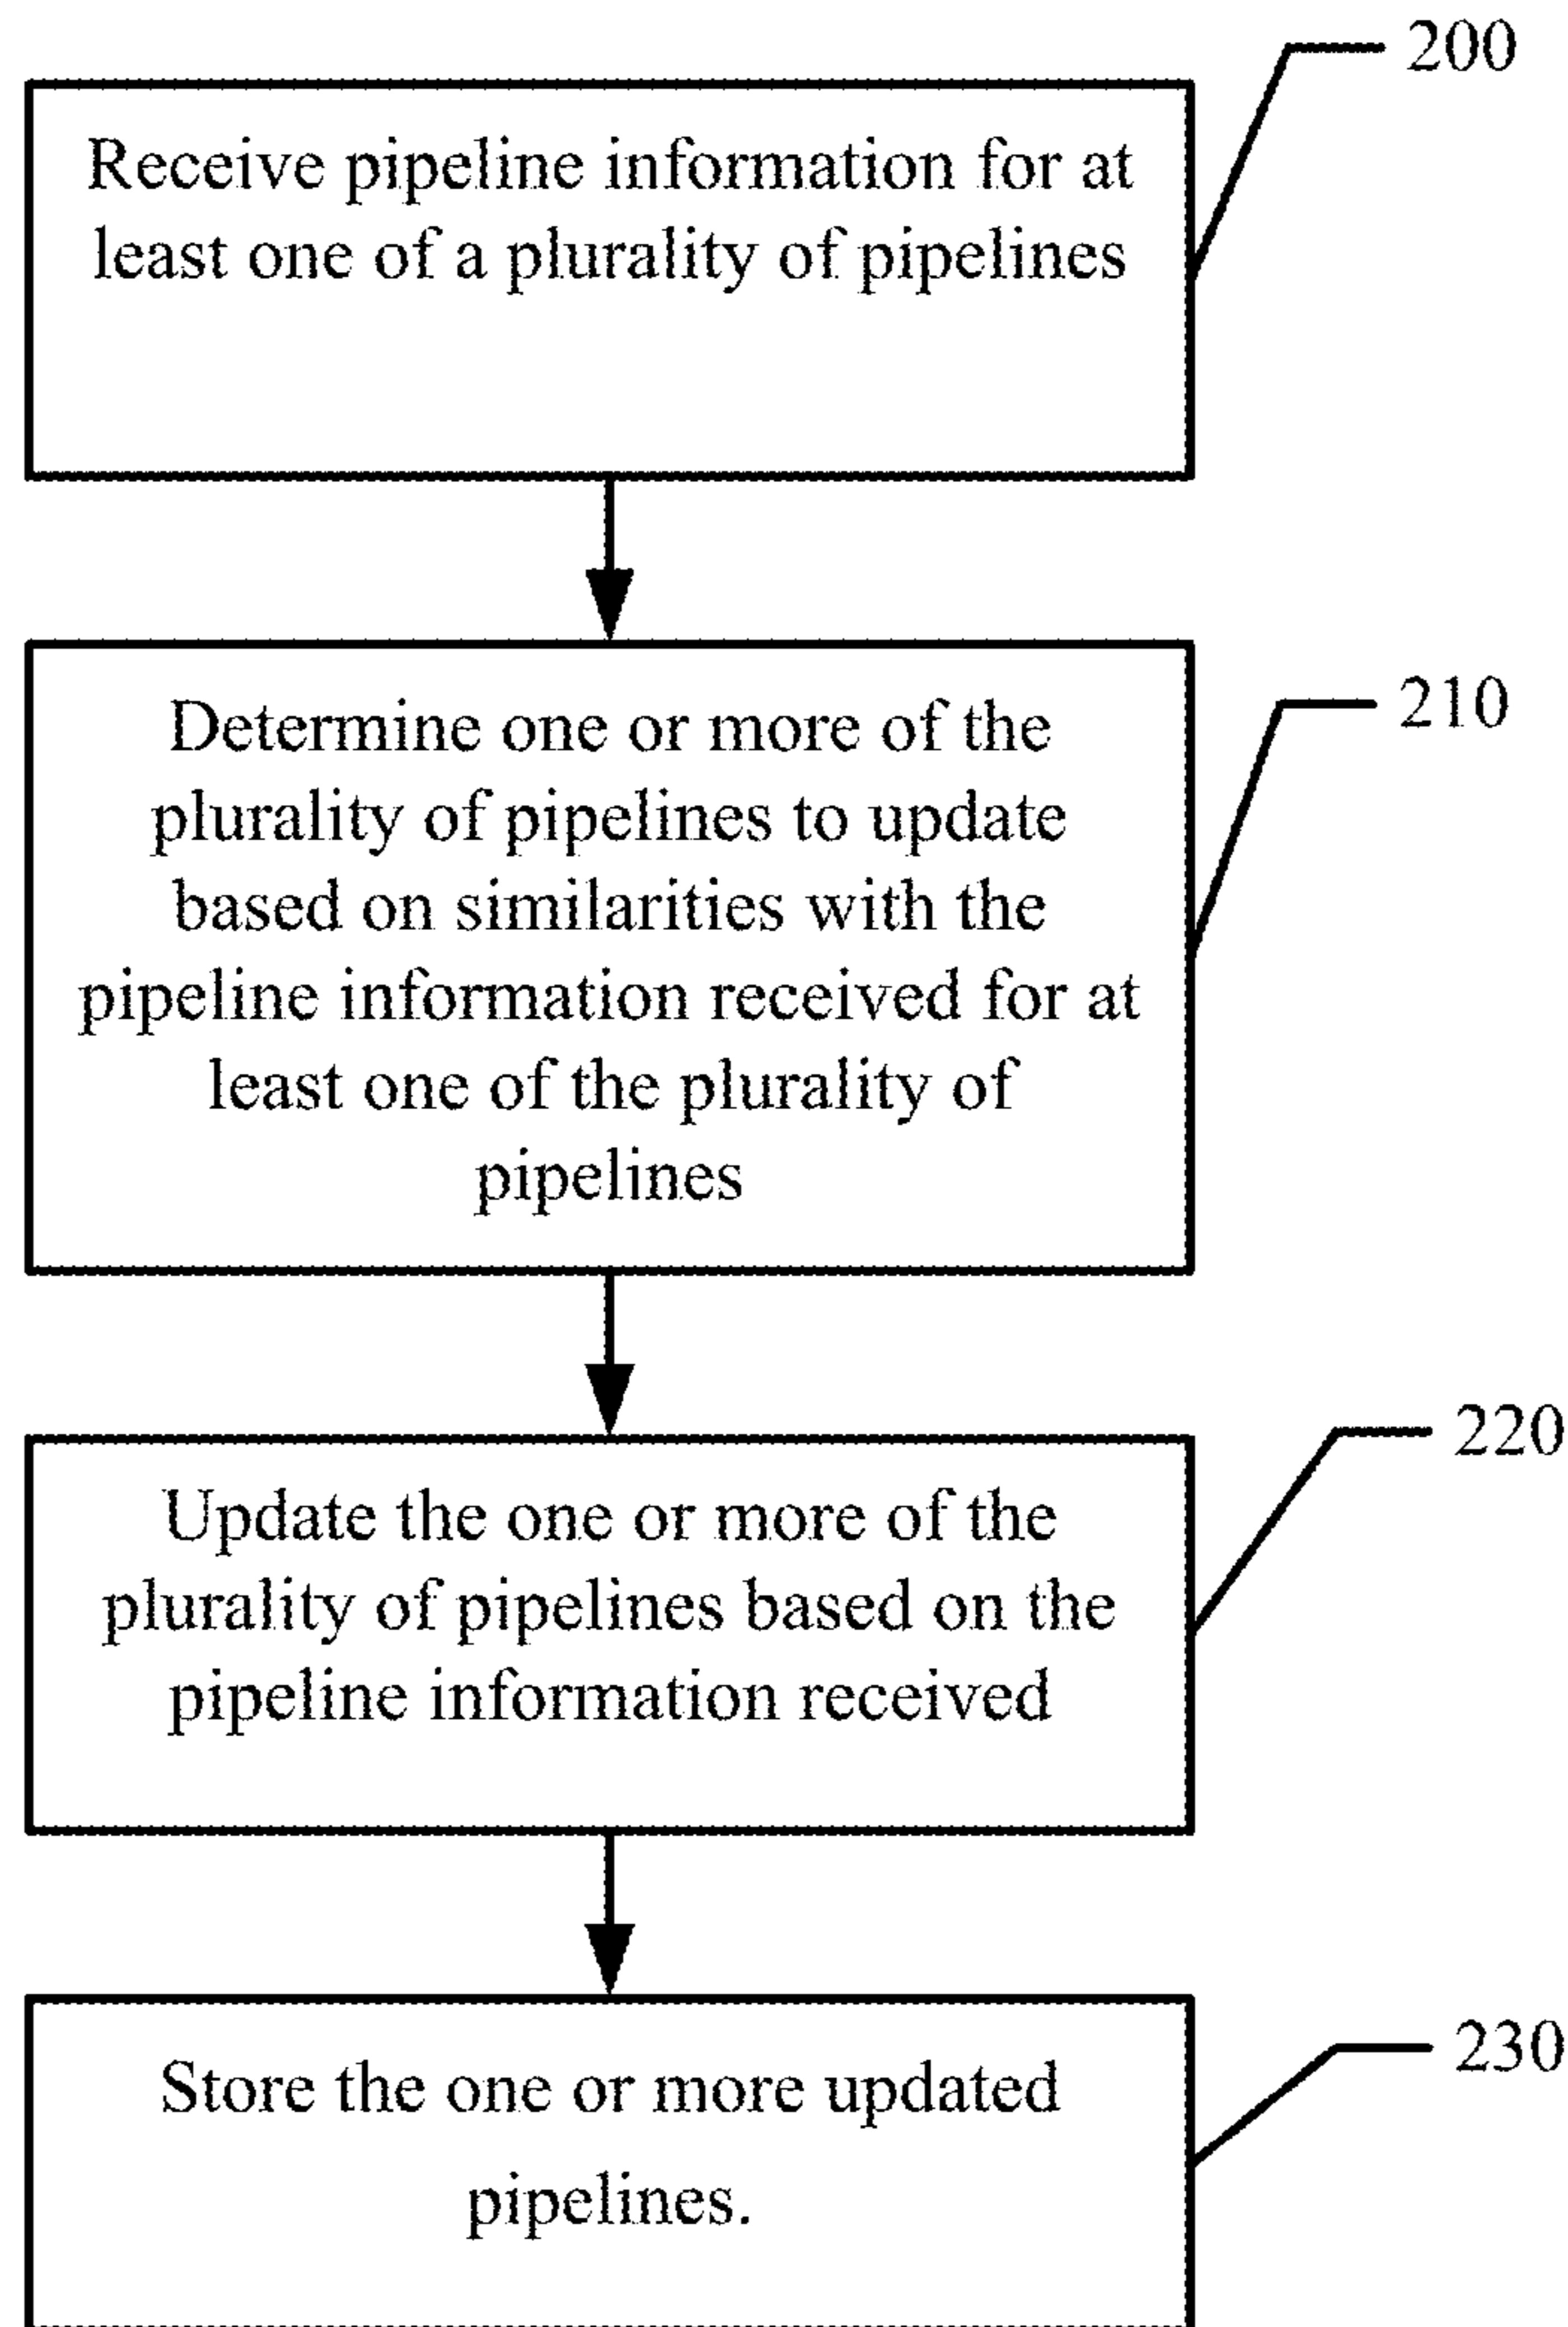 200
Receive pipeline information for at
least one of a plurality of pipelines
210
Determine one or more of the
plurality of pipelines to update
based on similarities with the
pipeline information received for at
least one of the plurality of
pipelines
220
Update the one or more of the
plurality of pipelines based on the
pipeline information received
230
Store the one or more updated
pipelines.